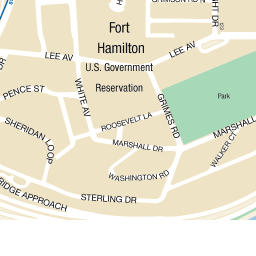 Fort
Hamilton
LEE AV
LEE AV
U.S. Government
Reservation
PENCE ST
WHITE AV
GRIMES RD
Park
ROOSEVELT LA
SHERIDAN LOOP
MARSHALL DR
MARSHALL
WALKER CT
WASHINGTON RD
STERLING DR
APPROACH